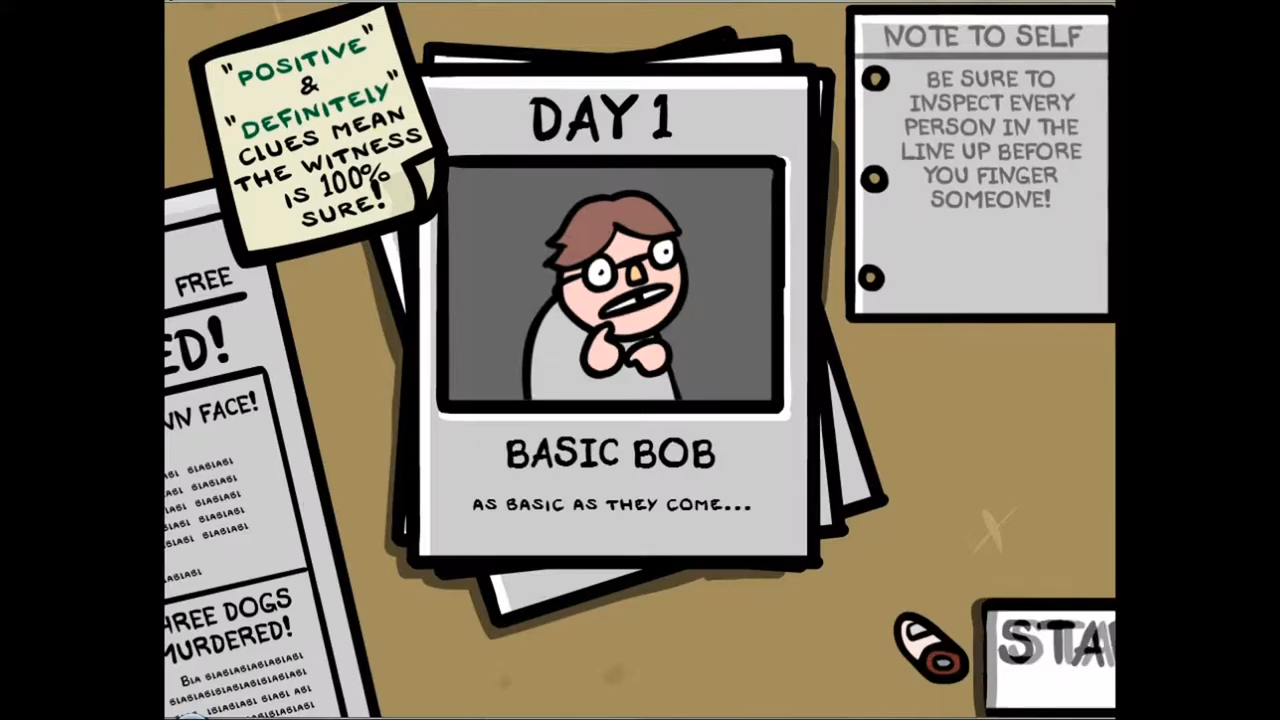 "POSITIVE"
&
"DEFINITELY"
CLUES MEAN
THE WITNESS
IS 100%
SURE!
DAY 1
BASIC BOB
AS BASIC AS THEY COME...
NOTE TO SELF
BE SURE TO
INSPECT EVERY
PERSON IN THE
LINE UP BEFORE
YOU FINGER
SOMEONE!
FREE
ED!
WN FACE!
HREE DOGS
MURDERED!
STA